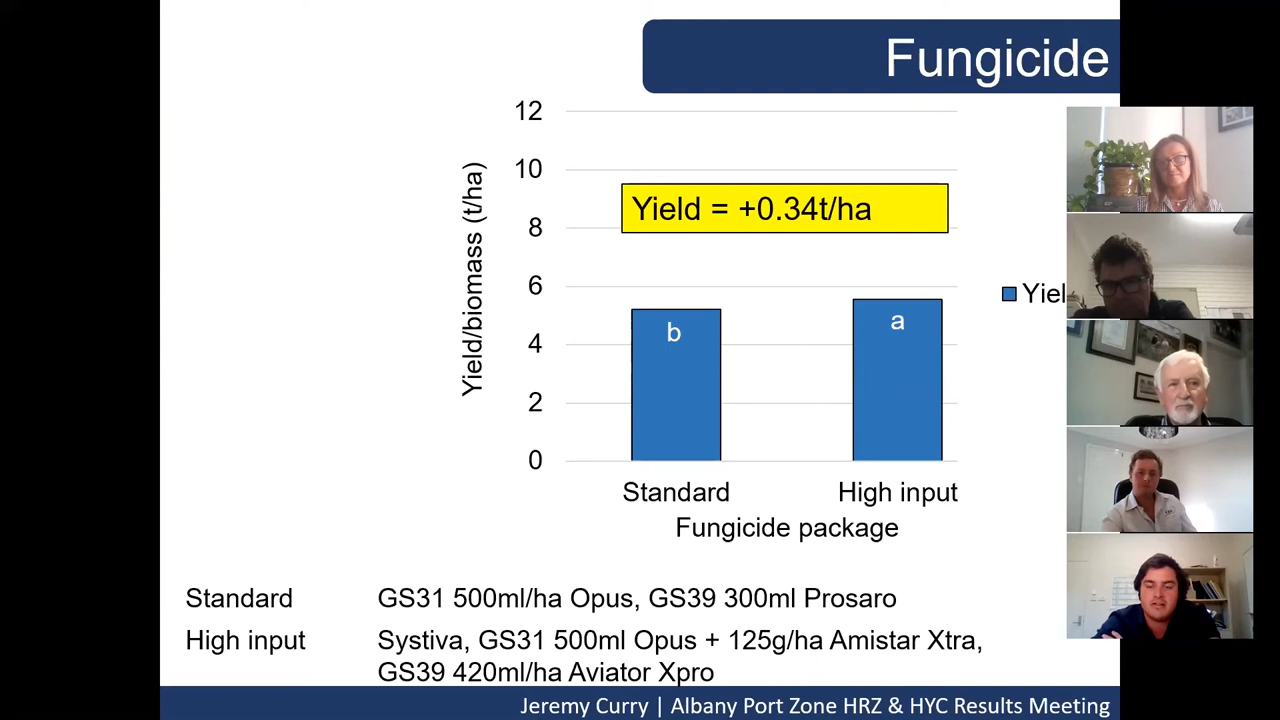 Fungicide
12
10
8
6
4
2
0
Yield/biomass (t/ha)
Yield = +0.34t/ha
b
a
Yiel
Standard
High input
Fungicide package
Standard GS31 500ml/ha Opus, GS39 300ml Prosaro
High input Systiva, GS31 500ml Opus + 125g/ha Amistar Xtra,
GS39 420ml/ha Aviator Xpro
Jeremy Curry | Albany Port Zone HRZ & HYC Results Meeting